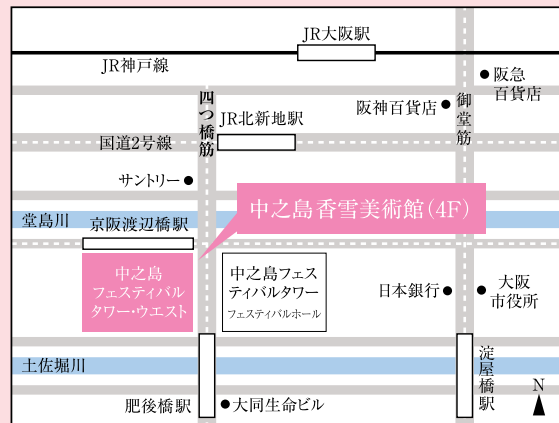 JR大阪駅
JR神戸線
阪急
百貨店
四つ橋筋
阪神百貨店
御堂筋
JR北新地駅
国道2号線
サントリー
中之島香雪美術館（4F）
堂島川
京阪渡辺橋駅
中之島
フェスティバル
タワー・ウエスト
中之島フェス
ティバルタワー
フェスティバルホール
日本銀行
大阪
市役所
土佐堀川
淀屋橋駅
肥後橋駅
大同生命ビル
N